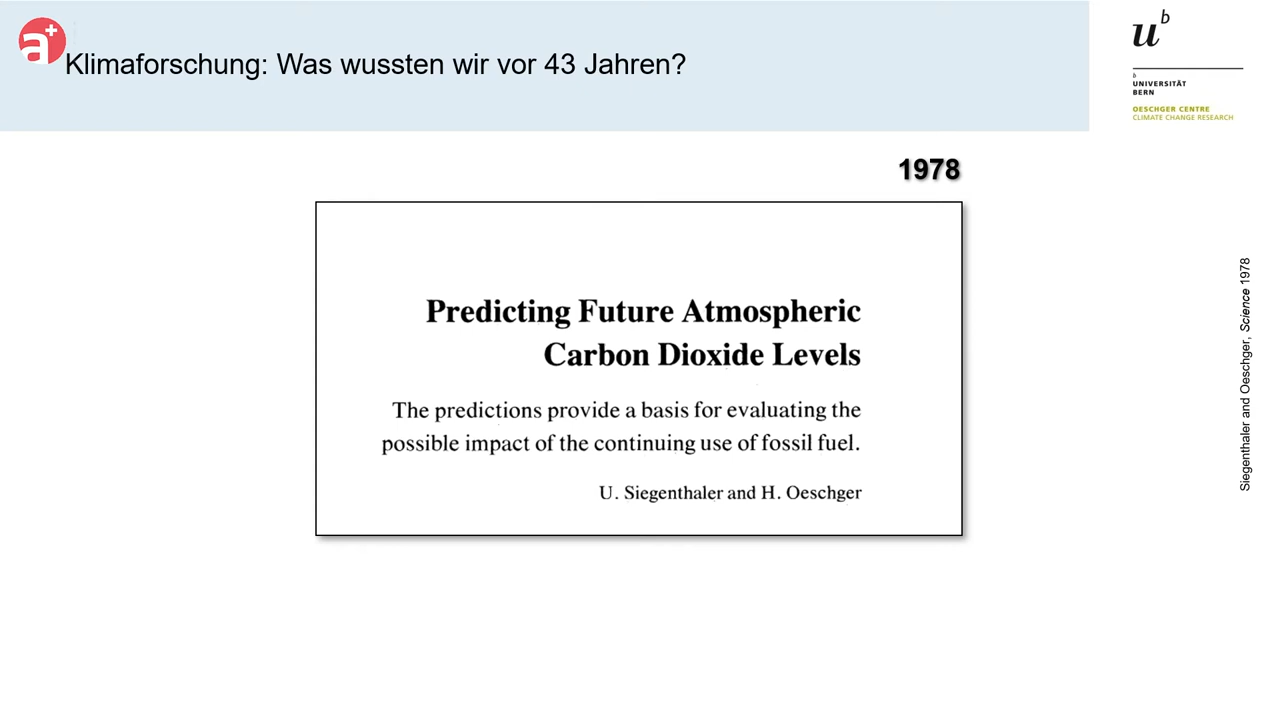 a+
Klimaforschung: Was wussten wir vor 43 Jahren?
u^b
b
UNIVERSITÄT
BERN
OESCHGER CENTRE
CLIMATE CHANGE RESEARCH
1978
Predicting Future Atmospheric
Carbon Dioxide Levels
The predictions provide a basis for evaluating the
possible impact of the continuing use of fossil fuel.
U. Siegenthaler and H. Oeschger
Siegenthaler and Oeschger, Science 1978